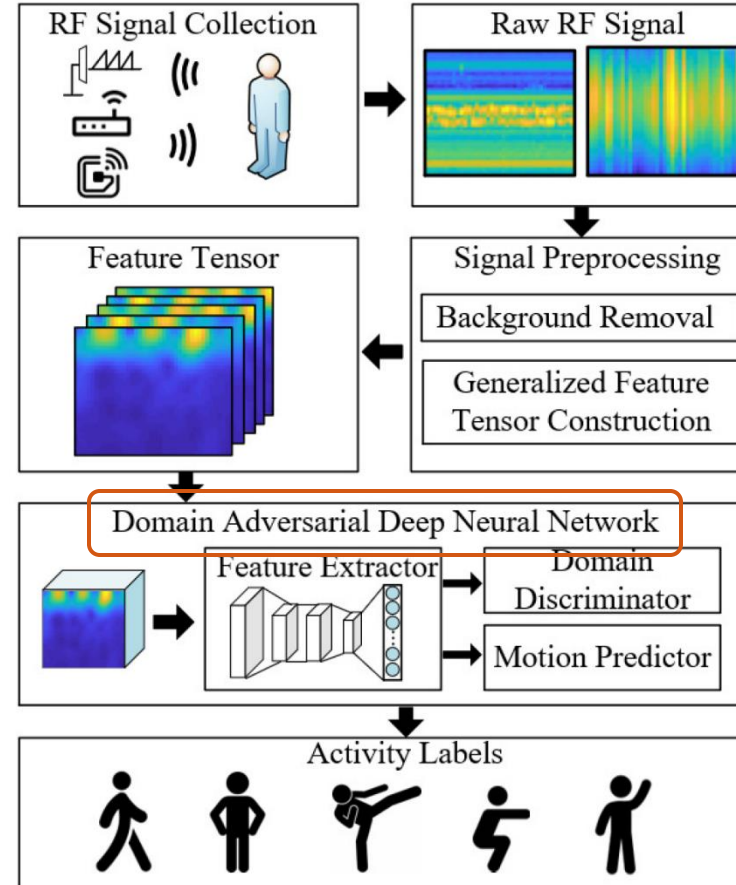 RF Signal Collection
Raw RF Signal
Feature Tensor
Signal Preprocessing
Background Removal
Generalized Feature
Tensor Construction
Domain Adversarial Deep Neural Network
Feature Extractor
Domain
Discriminator
Motion Predictor
Activity Labels